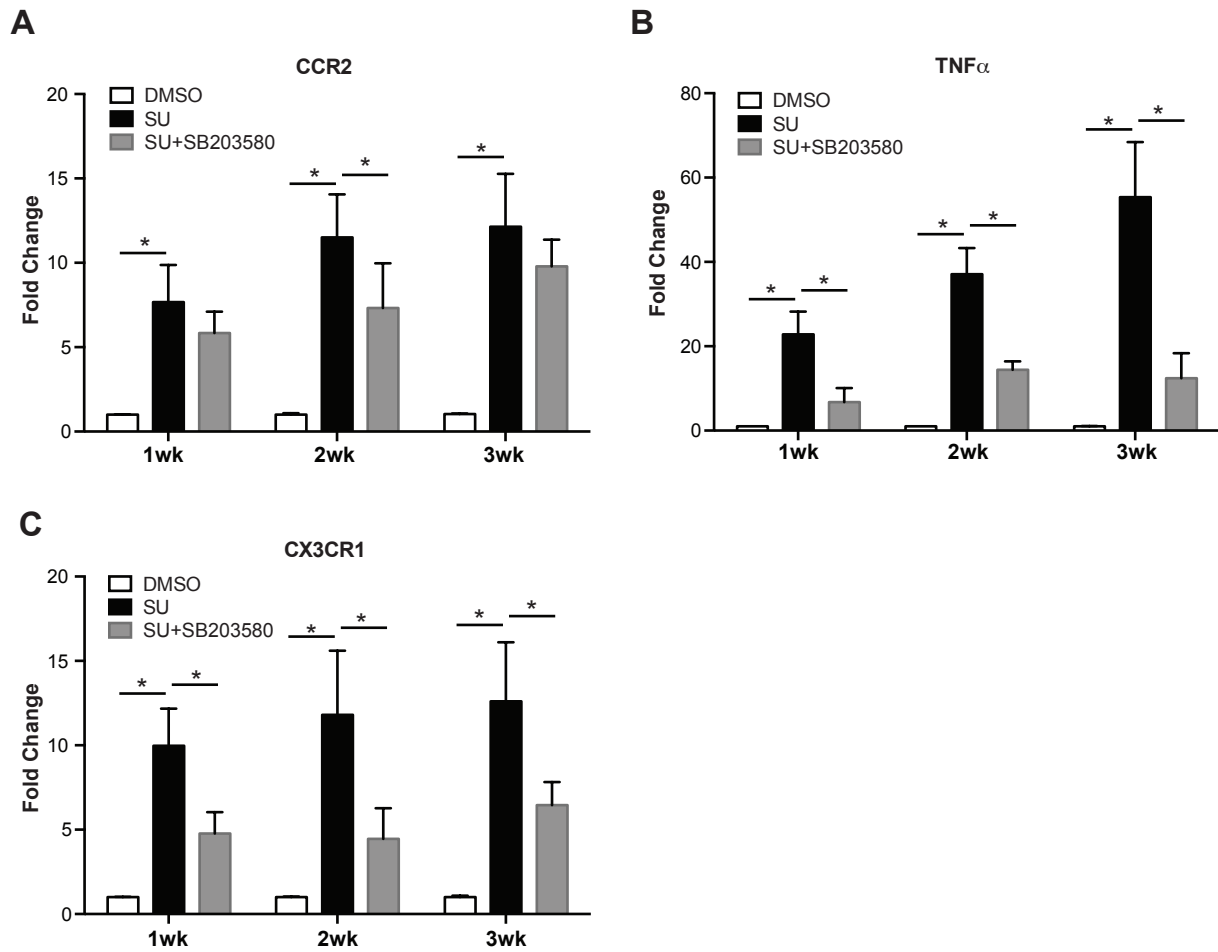 A
CCR2
DMSO
SU
SU+SB203580
Fold Change
20
15
10
5
0
* * * * *
1wk 2wk 3wk
B
TNFα
DMSO
SU
SU+SB203580
Fold Change
80
60
40
20
0
* * * * * *
1wk 2wk 3wk
C
CX3CR1
DMSO
SU
SU+SB203580
Fold Change
20
15
10
5
0
* * * * * *
1wk 2wk 3wk